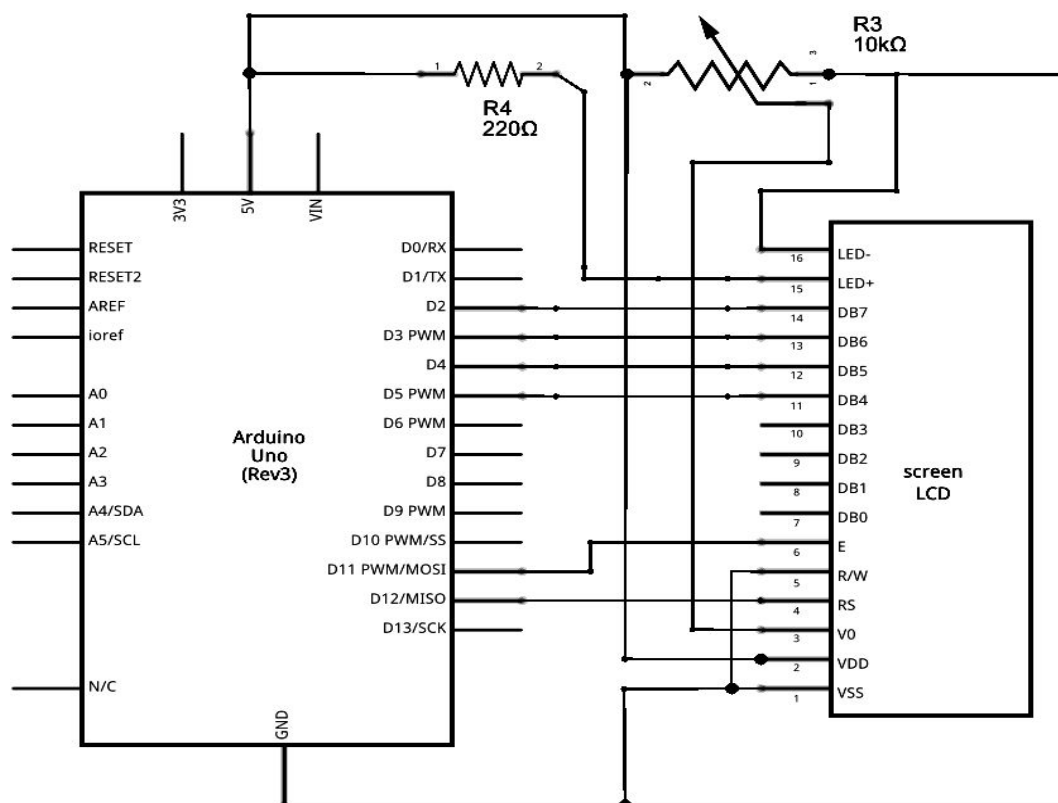 R3
10kΩ
1
2
2
3
1
R4
220Ω
3V3
5V
VIN
RESET
RESET2
AREF
ioref
A0
A1
A2
A3
A4/SDA
A5/SCL
N/C
D0/RX
D1/TX
D2
D3 PWM
D4
D5 PWM
D6 PWM
D7
D8
D9 PWM
D10 PWM/SS
D11 PWM/MOSI
D12/MISO
D13/SCK
Arduino
Uno
(Rev3)
GND
16 LED-
15 LED+
14 DB7
13 DB6
12 DB5
11 DB4
10 DB3
9 DB2
8 DB1
7 DB0
6 E
5 R/W
4 RS
3 V0
2 VDD
1 VSS
screen
LCD